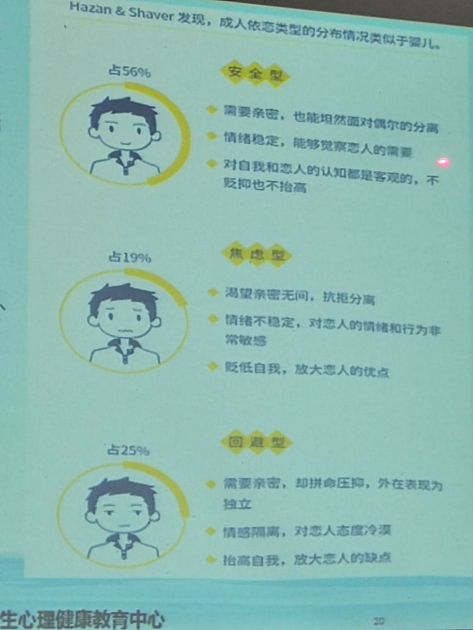 Hazan & Shaver 发现，成人依恋类型的分布情况类似于婴儿。
占56%
安全型
需要亲密，也能坦然面对偶尔的分离
情绪稳定，能够觉察恋人的需要
对自我和恋人的认知都是客观的，不
贬抑也不抬高
占19%
焦虑型
渴望亲密无间，抗拒分离
情绪不稳定，对恋人的情绪和行为非
常敏感
贬低自我，放大恋人的优点
占25%
回避型
需要亲密，却拼命压抑，外在表现为
独立
情感隔离，对恋人态度冷漠
抬高自我，放大恋人的缺点
生心理健康教育中心
20